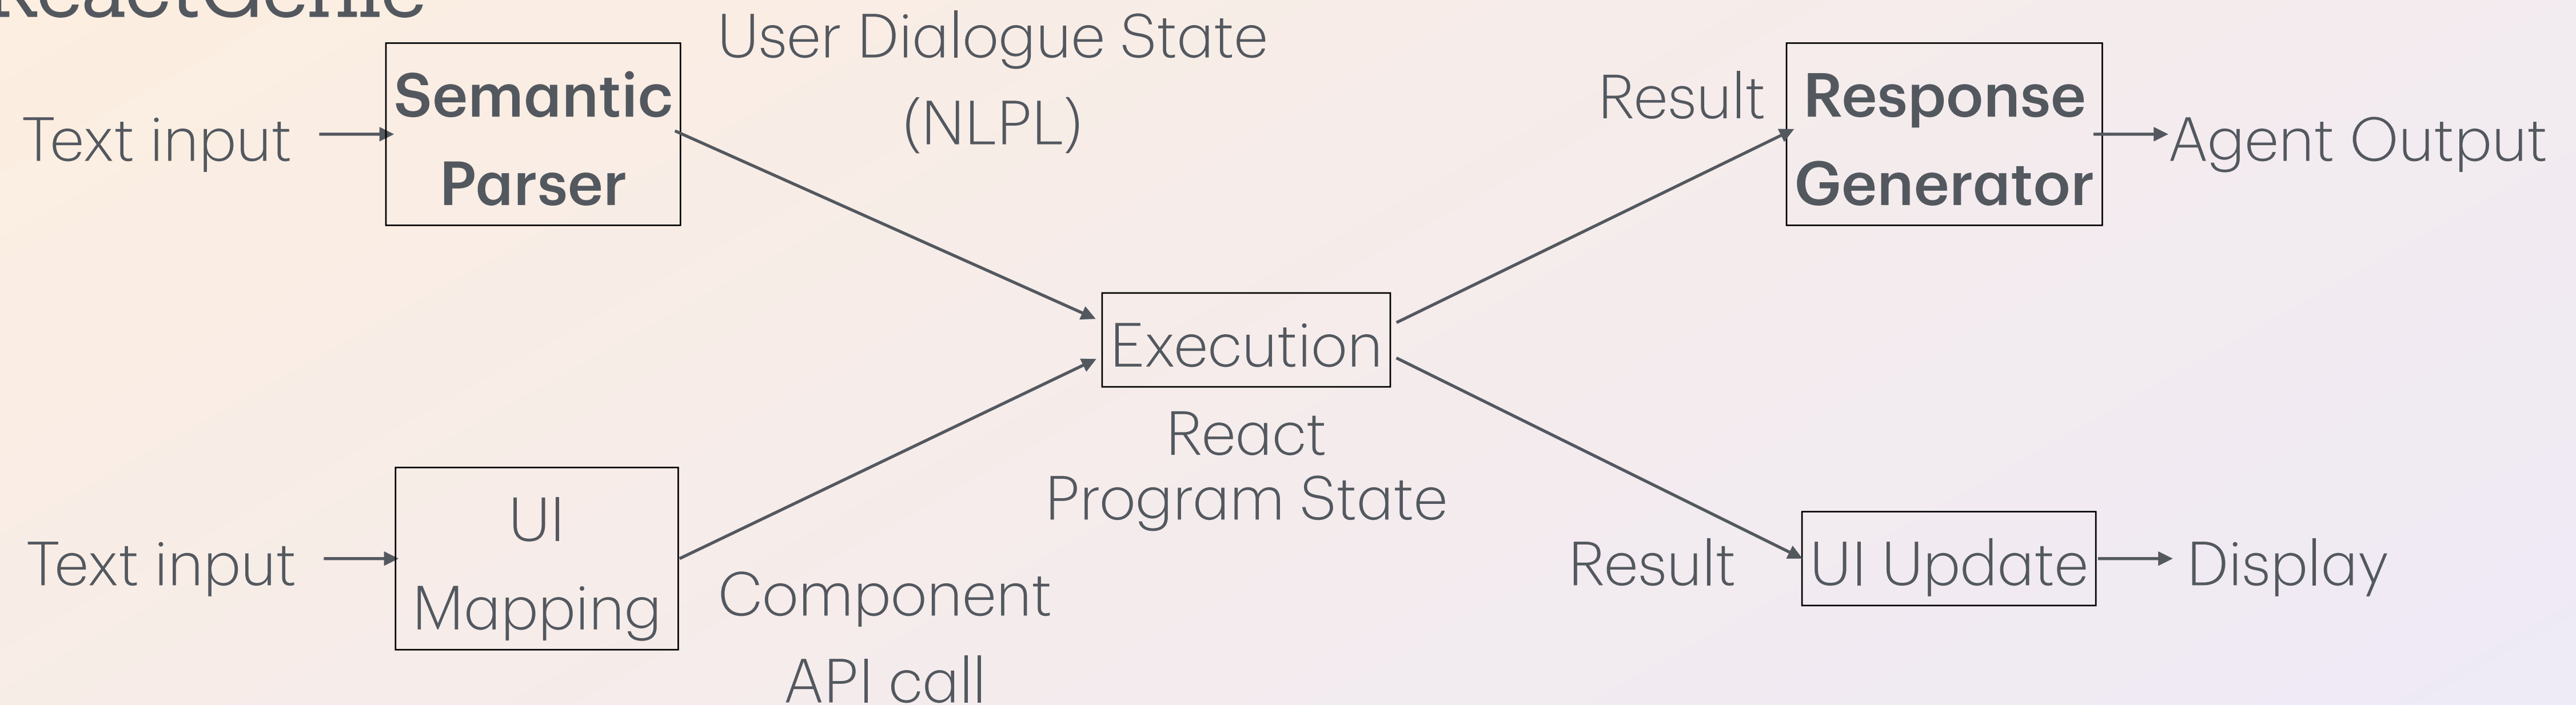 ReactGenie
User Dialogue State
(NLPL)
Text input
Semantic
Parser
Result
Response
Generator
Agent Output
Execution
React
Program State
Text input
UI
Mapping
Component
API call
Result
UI Update
Display